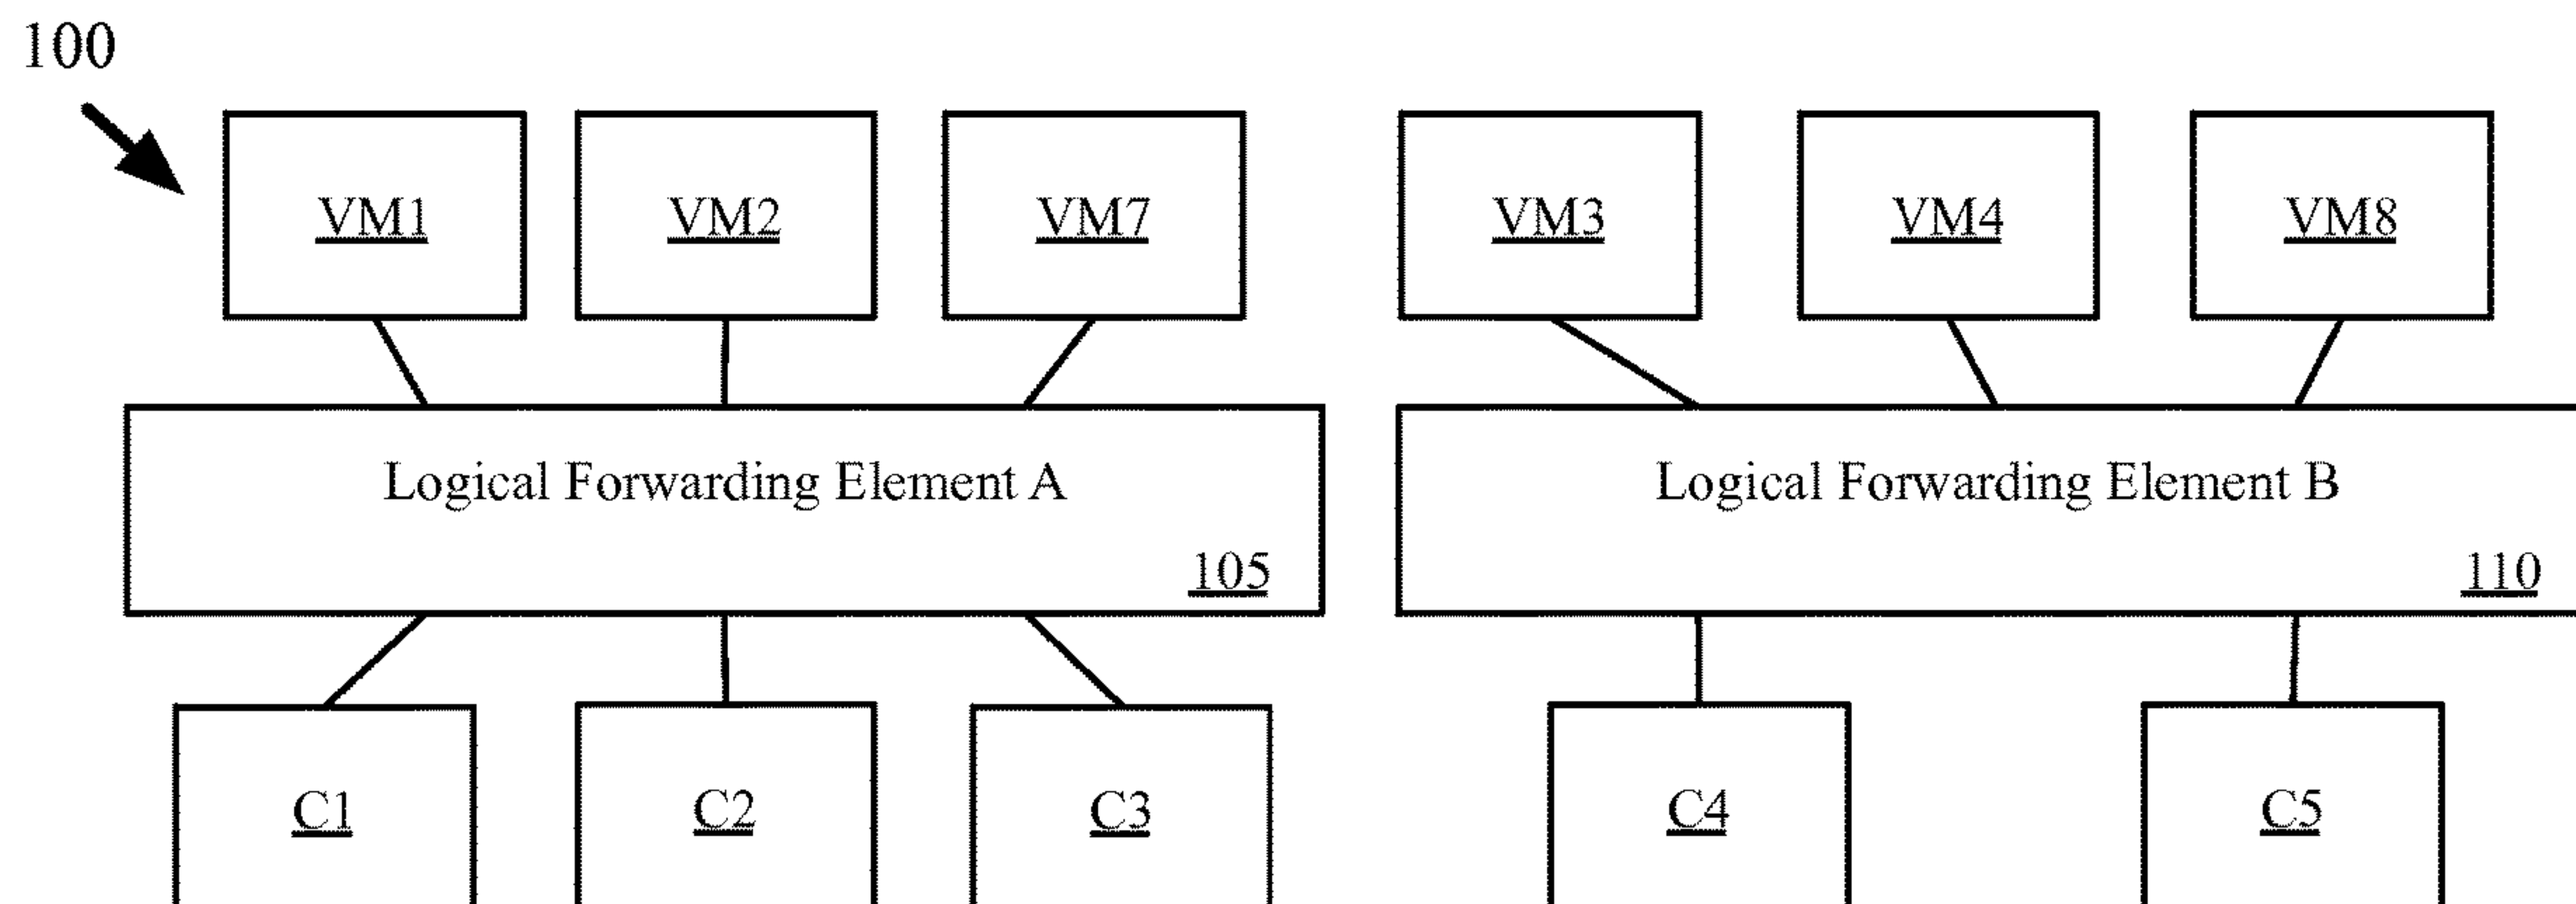 100
VM1 VM2 VM7 VM3 VM4 VM8
Logical Forwarding Element A Logical Forwarding Element B
105 110
C1 C2 C3 C4 C5